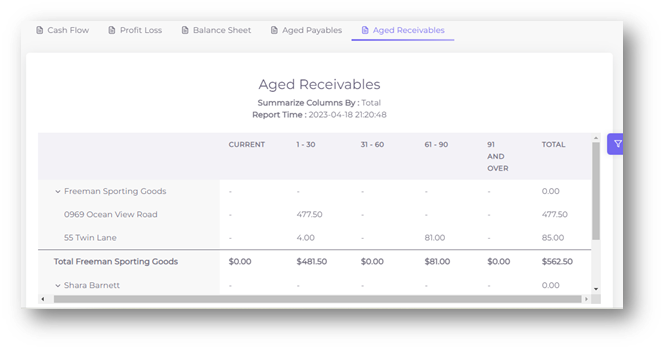 Cash Flow Profit Loss Balance Sheet Aged Payables Aged Receivables
Aged Receivables
Summarize Columns By : Total
Report Time : 2023-04-18 21:20:48
CURRENT 1 - 30 31 - 60 61 - 90 91 AND OVER TOTAL
Freeman Sporting Goods - - - - - 0.00
0969 Ocean View Road - 477.50 - - - 477.50
55 Twin Lane - 4.00 - 81.00 - 85.00
Total Freeman Sporting Goods $0.00 $481.50 $0.00 $81.00 $0.00 $562.50
Shara Barnett - - - - - 0.00